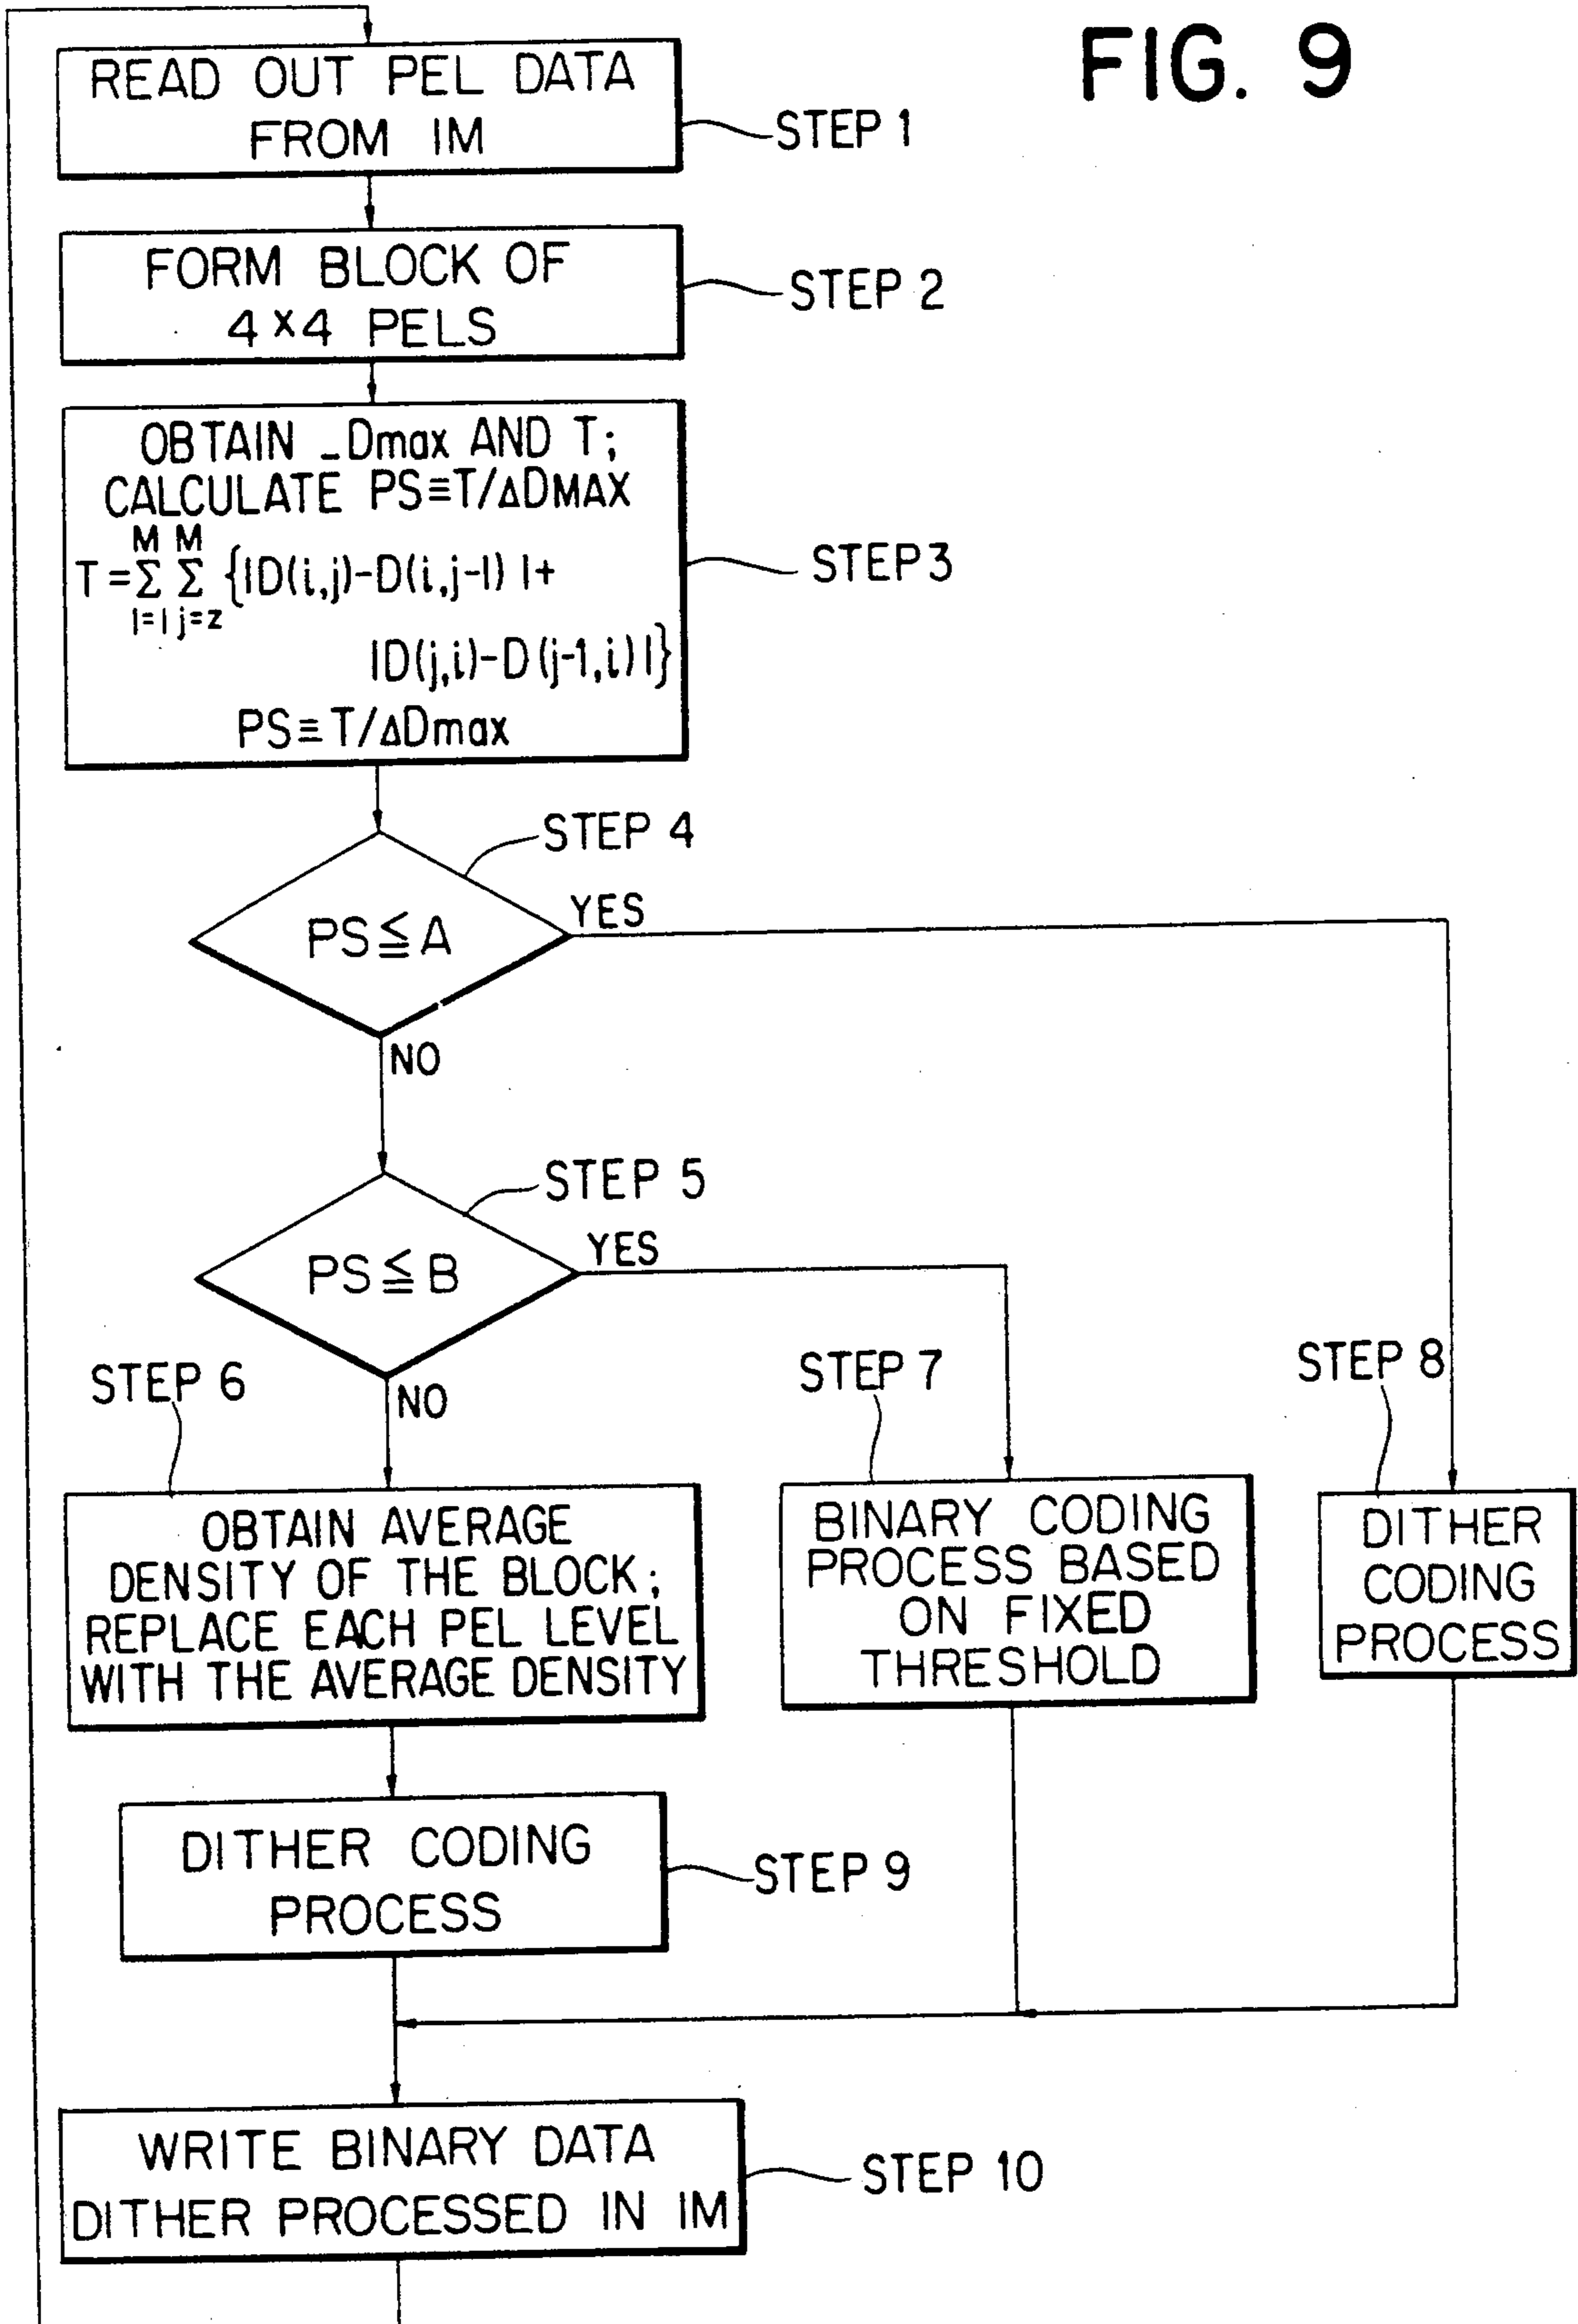 FIG. 9
READ OUT PEL DATA
FROM IM
STEP 1
FORM BLOCK OF
4×4 PELS
STEP 2
OBTAIN _Dmax AND T;
CALCULATE PS≡T/ΔDMAX
M M
T=Σ Σ {|D(i,j)-D(i,j-1)|+
i=1 j=z
|D(j,i)-D(j-1,i)|}
PS≡T/ΔDmax
STEP3
STEP 4
PS≦A
YES
NO
STEP 5
PS≦B
YES
NO
STEP 6
OBTAIN AVERAGE
DENSITY OF THE BLOCK;
REPLACE EACH PEL LEVEL
WITH THE AVERAGE DENSITY
STEP 7
BINARY CODING
PROCESS BASED
ON FIXED
THRESHOLD
STEP 8
DITHER
CODING
PROCESS
DITHER CODING
PROCESS
STEP 9
WRITE BINARY DATA
DITHER PROCESSED IN IM
STEP 10